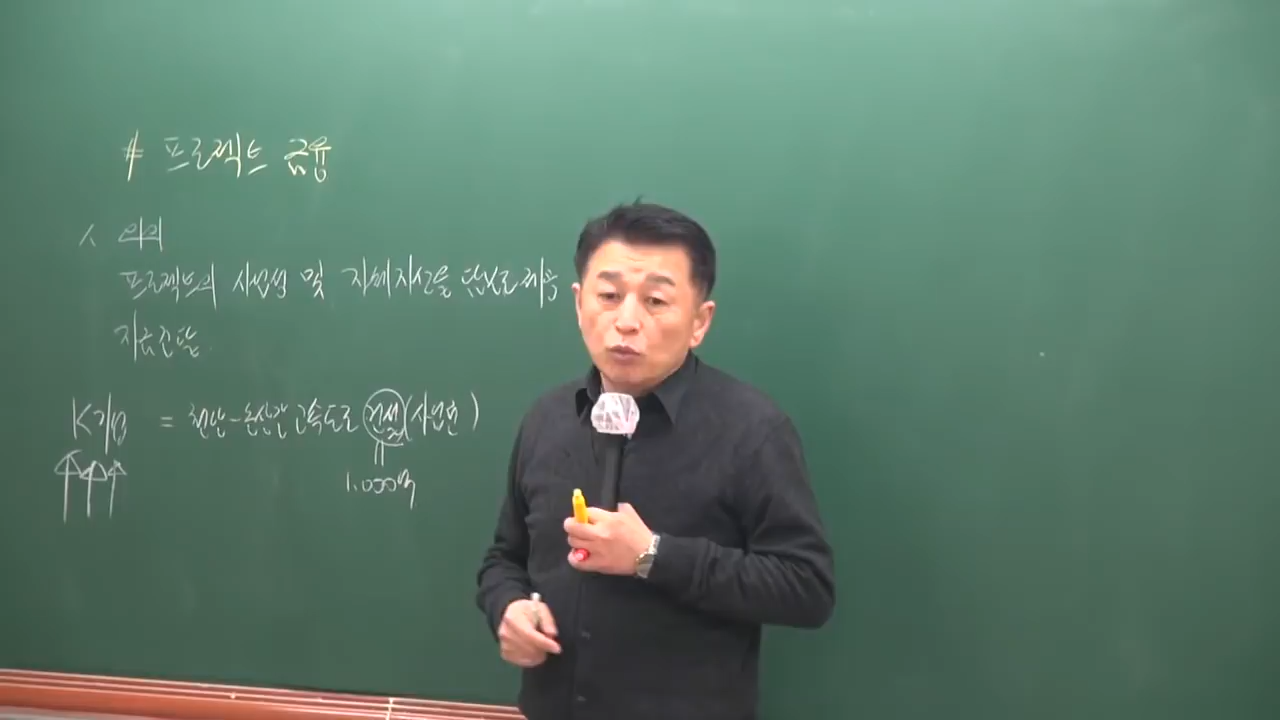 # 프로젝트 금융
1. 의의
프로젝트의 사업성 및 자체자산을 담보로 하는
자금조달.
K기업 = 천안-논산간 고속도로 건설(사업권)
1.000억